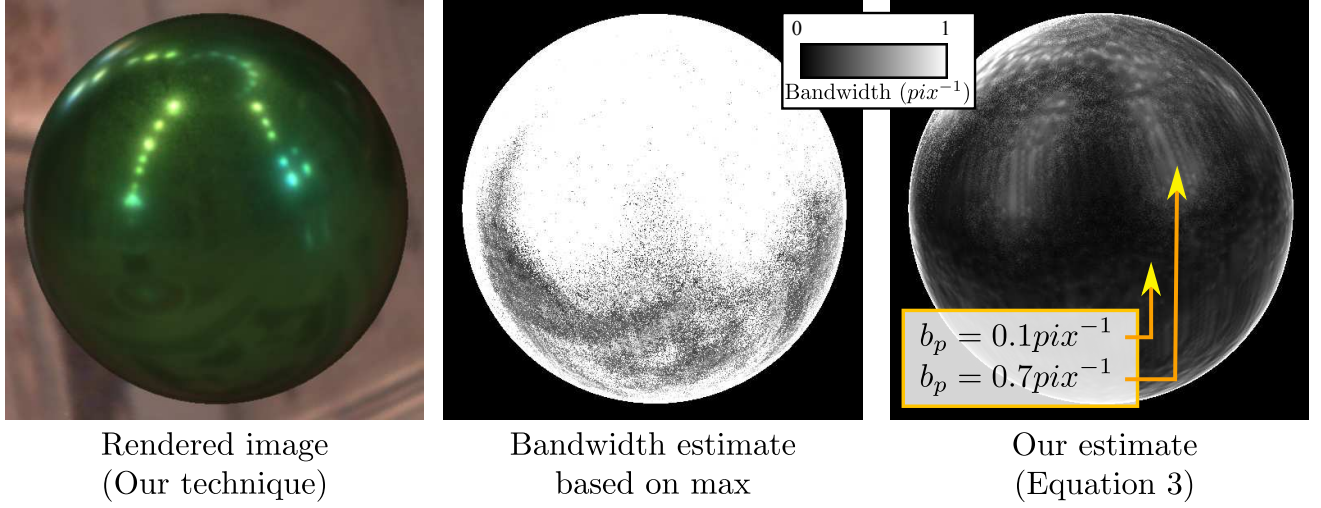 0 1
Bandwidth (pix⁻¹)
b_p = 0.1pix⁻¹
b_p = 0.7pix⁻¹
Rendered image
(Our technique)
Bandwidth estimate
based on max
Our estimate
(Equation 3)